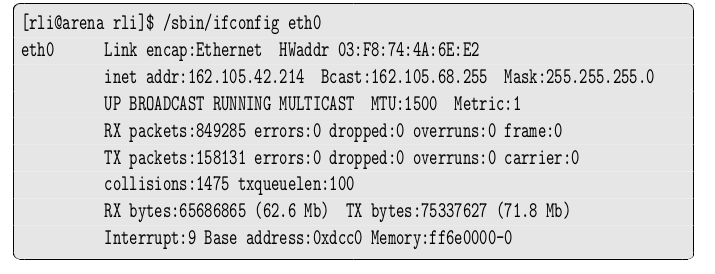 [rli@arena rli]$ /sbin/ifconfig eth0
eth0 Link encap:Ethernet HWaddr 03:F8:74:4A:6E:E2
inet addr:162.105.42.214 Bcast:162.105.68.255 Mask:255.255.255.0
UP BROADCAST RUNNING MULTICAST MTU:1500 Metric:1
RX packets:849285 errors:0 dropped:0 overruns:0 frame:0
TX packets:158131 errors:0 dropped:0 overruns:0 carrier:0
collisions:1475 txqueuelen:100
RX bytes:65686865 (62.6 Mb) TX bytes:75337627 (71.8 Mb)
Interrupt:9 Base address:0xdcc0 Memory:ff6e0000-0